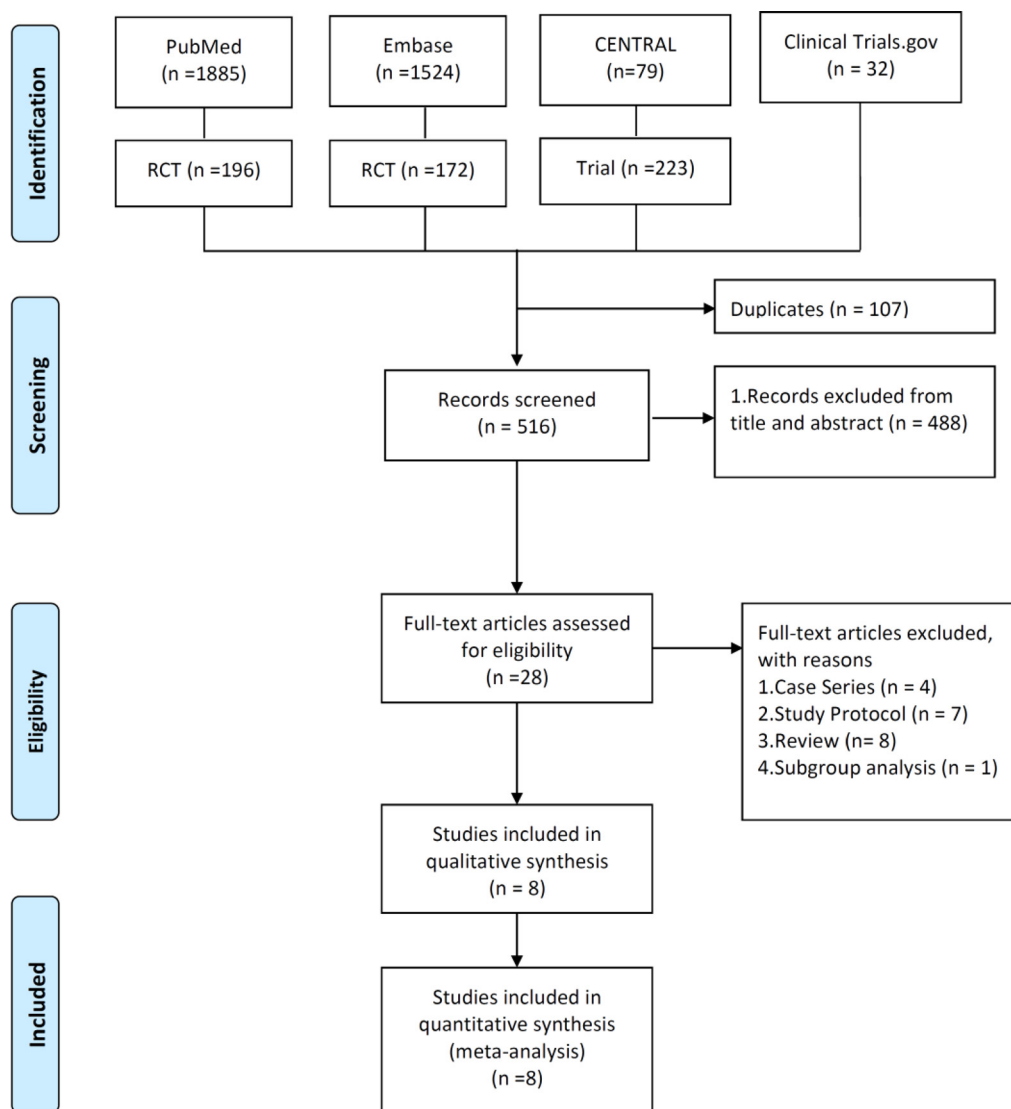 Identification
PubMed
(n =1885)
Embase
(n =1524)
CENTRAL
(n=79)
Clinical Trials.gov
(n = 32)
RCT (n =196)
RCT (n =172)
Trial (n =223)
Screening
Duplicates (n = 107)
Records screened
(n = 516)
1.Records excluded from
title and abstract (n = 488)
Eligibility
Full-text articles assessed
for eligibility
(n =28)
Full-text articles excluded,
with reasons
1.Case Series (n = 4)
2.Study Protocol (n = 7)
3.Review (n= 8)
4.Subgroup analysis (n = 1)
Studies included in
qualitative synthesis
(n = 8)
Included
Studies included in
quantitative synthesis
(meta-analysis)
(n =8)